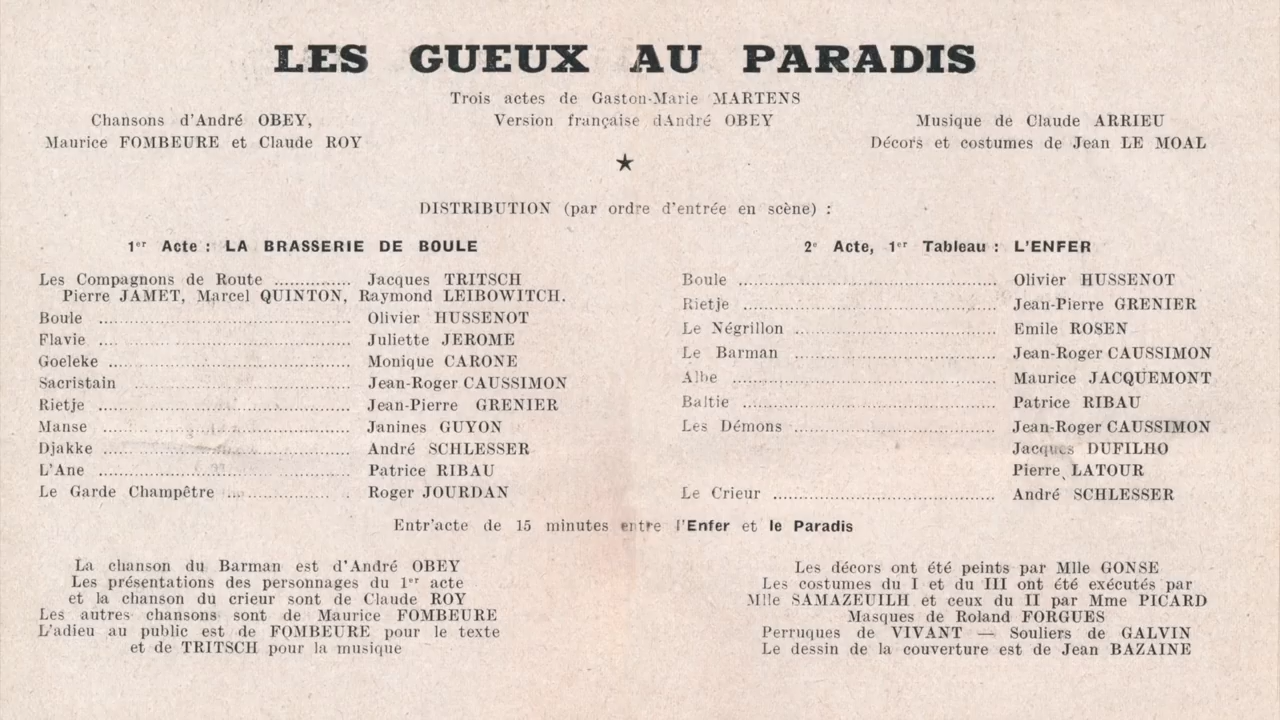 LES GUEUX AU PARADIS
Trois actes de Gaston-Marie MARTENS
Chansons d'André OBEY,
Maurice FOMBEURE et Claude ROY
Version française dAndré OBEY
Musique de Claude ARRIEU
Décors et costumes de Jean LE MOAL
★
DISTRIBUTION (par ordre d'entrée en scène) :
1er Acte : LA BRASSERIE DE BOULE
Les Compagnons de Route .............. Jacques TRITSCH
Pierre JAMET, Marcel QUINTON, Raymond LEIBOWITCH.
Boule .............. Olivier HUSSENOT
Flavie .............. Juliette JEROME
Goeleke .............. Monique CARONE
Sacristain .............. Jean-Roger CAUSSIMON
Rietje .............. Jean-Pierre GRENIER
Manse .............. Janines GUYON
Djakke .............. André SCHLESSER
L'Ane .............. Patrice RIBAU
Le Garde Champêtre .............. Roger JOURDAN
2e Acte, 1er Tableau : L'ENFER
Boule .............. Olivier HUSSENOT
Rietje .............. Jean-Pierre GRENIER
Le Négrillon .............. Emile ROSEN
Le Barman .............. Jean-Roger CAUSSIMON
Albe .............. Maurice JACQUEMONT
Baltie .............. Patrice RIBAU
Les Démons .............. Jean-Roger CAUSSIMON
Jacques DUFILHO
Pierre LATOUR
Le Crieur .............. André SCHLESSER
Entr'acte de 15 minutes entre l'Enfer et le Paradis
La chanson du Barman est d'André OBEY
Les présentations des personnages du 1er acte
et la chanson du crieur sont de Claude ROY
Les autres chansons sont de Maurice FOMBEURE
L'adieu au public est de FOMBEURE pour le texte
et de TRITSCH pour la musique
Les décors ont été peints par Mlle GONSE
Les costumes du I et du III ont été exécutés par
Mlle SAMAZEUILH et ceux du II par Mme PICARD
Masques de Roland FORGUES
Perruques de VIVANT — Souliers de GALVIN
Le dessin de la couverture est de Jean BAZAINE